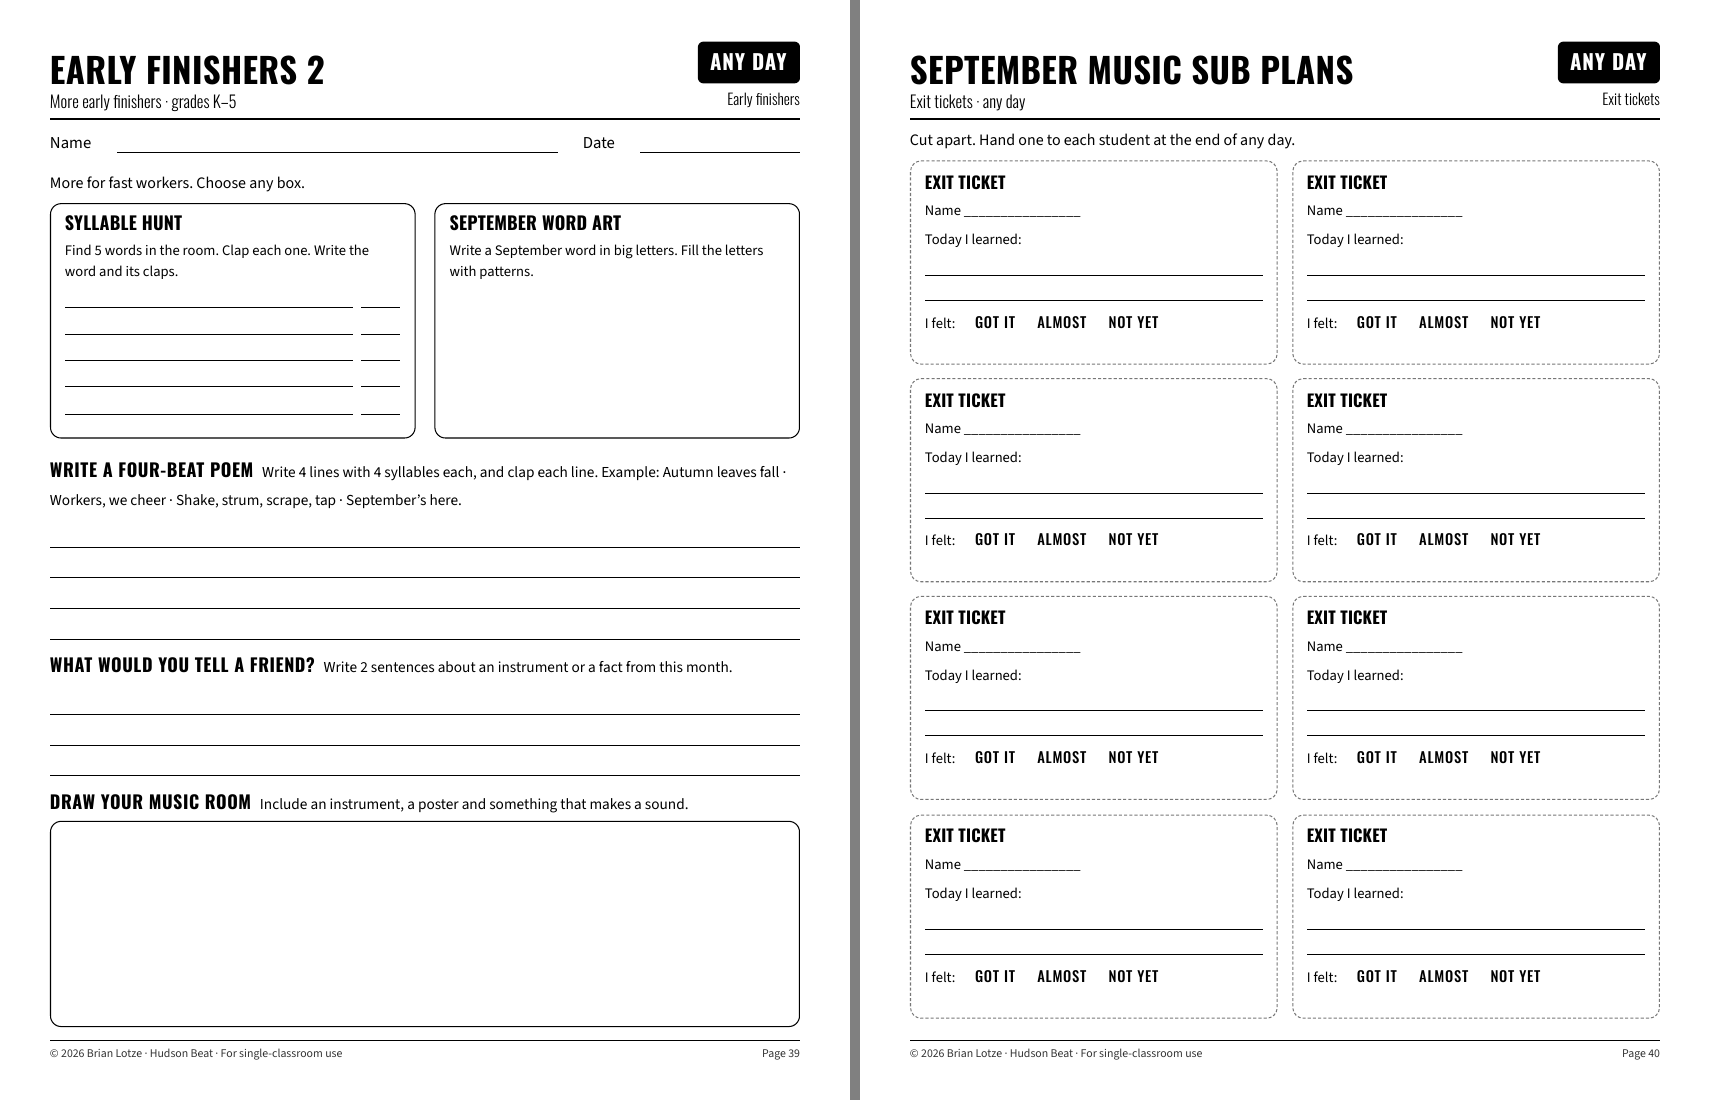 EARLY FINISHERS 2
ANY DAY
More early finishers · grades K–5
Early finishers
Name
Date
More for fast workers. Choose any box.
SYLLABLE HUNT
Find 5 words in the room. Clap each one. Write the
word and its claps.
SEPTEMBER WORD ART
Write a September word in big letters. Fill the letters
with patterns.
WRITE A FOUR-BEAT POEM Write 4 lines with 4 syllables each, and clap each line. Example: Autumn leaves fall ·
Workers, we cheer · Shake, strum, scrape, tap · September’s here.
WHAT WOULD YOU TELL A FRIEND? Write 2 sentences about an instrument or a fact from this month.
DRAW YOUR MUSIC ROOM Include an instrument, a poster and something that makes a sound.
© 2026 Brian Lotze · Hudson Beat · For single-classroom use
Page 39
SEPTEMBER MUSIC SUB PLANS
ANY DAY
Exit tickets · any day
Exit tickets
Cut apart. Hand one to each student at the end of any day.
EXIT TICKET
Name ________________
Today I learned:
I felt: GOT IT ALMOST NOT YET
EXIT TICKET
Name ________________
Today I learned:
I felt: GOT IT ALMOST NOT YET
EXIT TICKET
Name ________________
Today I learned:
I felt: GOT IT ALMOST NOT YET
EXIT TICKET
Name ________________
Today I learned:
I felt: GOT IT ALMOST NOT YET
EXIT TICKET
Name ________________
Today I learned:
I felt: GOT IT ALMOST NOT YET
EXIT TICKET
Name ________________
Today I learned:
I felt: GOT IT ALMOST NOT YET
EXIT TICKET
Name ________________
Today I learned:
I felt: GOT IT ALMOST NOT YET
EXIT TICKET
Name ________________
Today I learned:
I felt: GOT IT ALMOST NOT YET
© 2026 Brian Lotze · Hudson Beat · For single-classroom use
Page 40